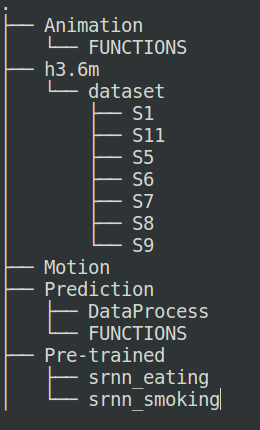 .
├── Animation
│   └── FUNCTIONS
├── h3.6m
│   └── dataset
│       ├── S1
│       ├── S11
│       ├── S5
│       ├── S6
│       ├── S7
│       ├── S8
│       └── S9
├── Motion
├── Prediction
│   ├── DataProcess
│   └── FUNCTIONS
├── Pre-trained
│   ├── srnn_eating
│   └── srnn_smoking